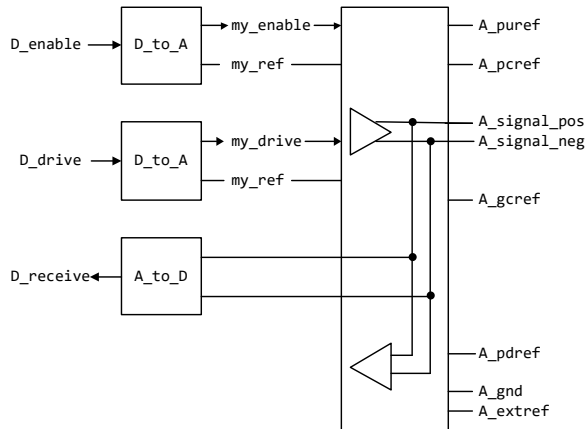 my_enable
A_puref
D_enable
D_to_A
my_ref
A_pcref
A_signal_pos
my_drive
A_signal_neg
D_drive
D_to_A
my_ref
A_gcref
D_receive
A_to_D
A_pdref
A_gnd
A_extref